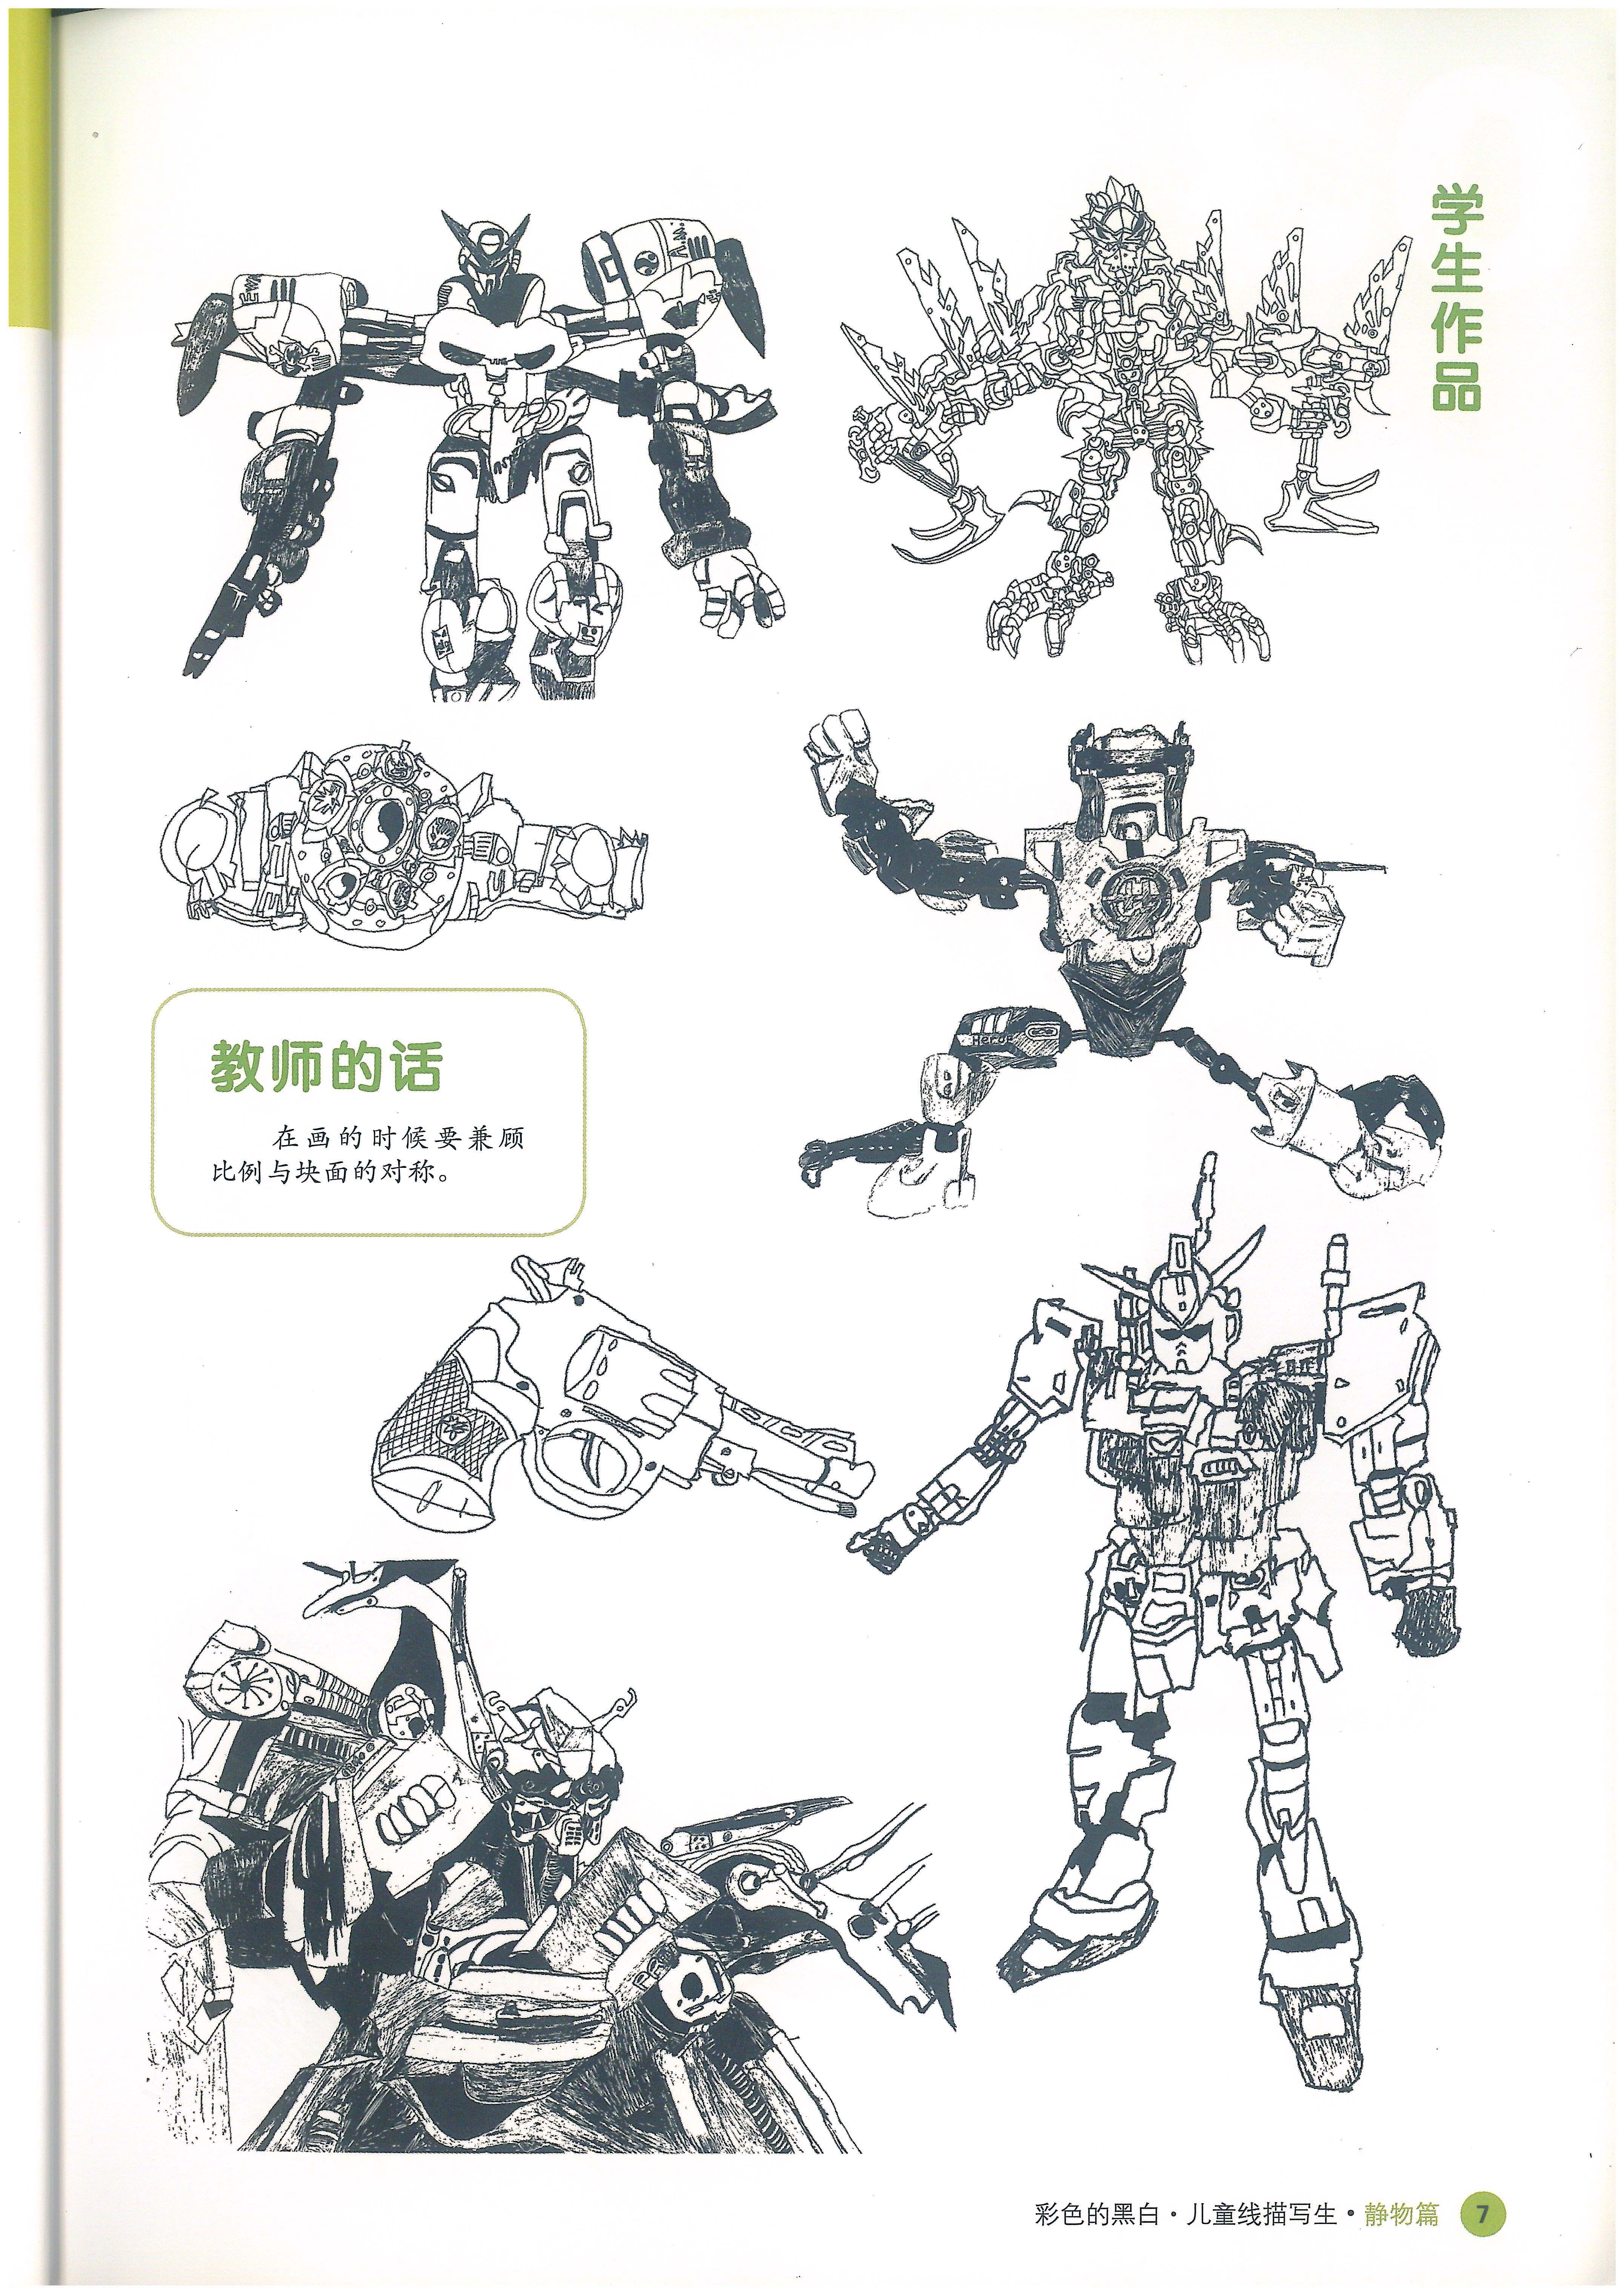 学生作品
A.M.
Heroe
教师的话
在画的时候要兼顾
比例与块面的对称。
彩色的黑白·儿童线描写生·静物篇 7